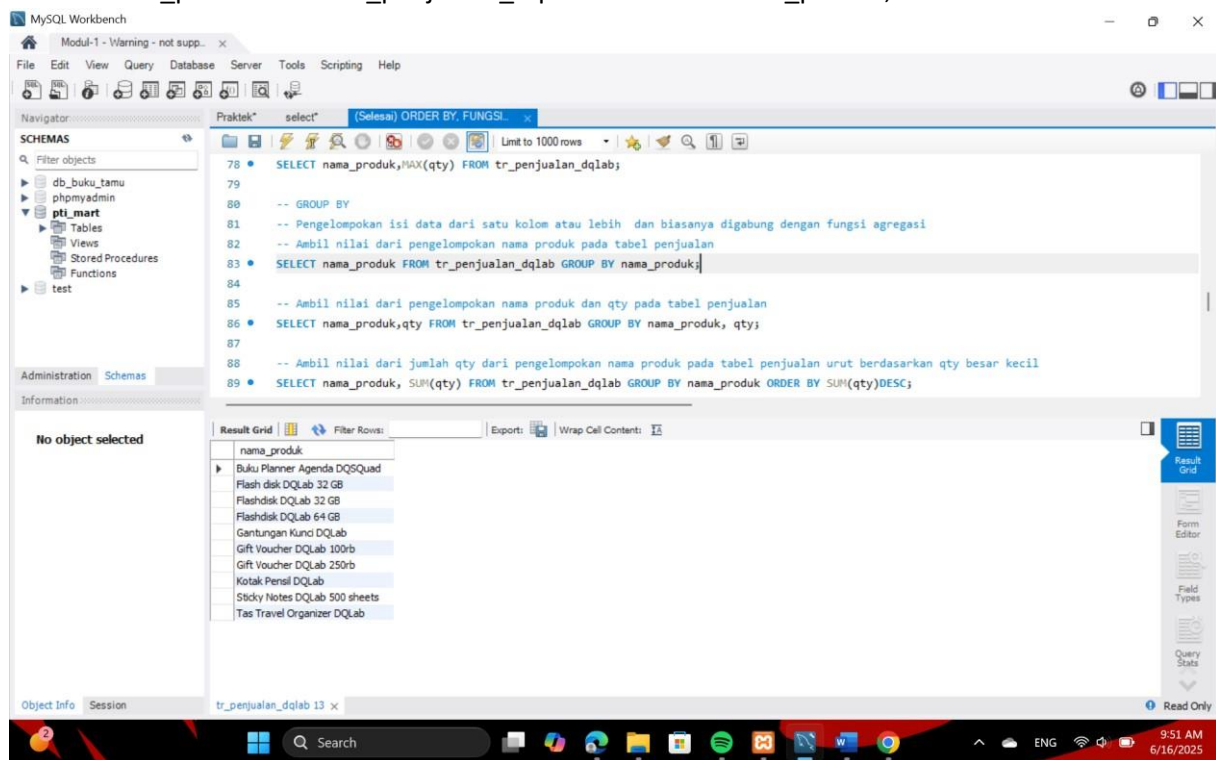 MySQL Workbench
Modul-1 - Warning - not supp..
File Edit View Query Database Server Tools Scripting Help
Navigator
SCHEMAS
Filter objects
db_buku_tamu
phpmyadmin
pti_mart
Tables
Views
Stored Procedures
Functions
test
Administration Schemas
Information
No object selected
Object Info Session
Praktek* select* (Selesai) ORDER BY, FUNGSI...
Limit to 1000 rows
78 SELECT nama_produk,MAX(qty) FROM tr_penjualan_dqlab;
79
80 -- GROUP BY
81 -- Pengelompokan isi data dari satu kolom atau lebih dan biasanya digabung dengan fungsi agregasi
82 -- Ambil nilai dari pengelompokan nama produk pada tabel penjualan
83 SELECT nama_produk FROM tr_penjualan_dqlab GROUP BY nama_produk;
84
85 -- Ambil nilai dari pengelompokan nama produk dan qty pada tabel penjualan
86 SELECT nama_produk,qty FROM tr_penjualan_dqlab GROUP BY nama_produk, qty;
87
88 -- Ambil nilai dari jumlah qty dari pengelompokan nama produk pada tabel penjualan urut berdasarkan qty besar kecil
89 SELECT nama_produk, SUM(qty) FROM tr_penjualan_dqlab GROUP BY nama_produk ORDER BY SUM(qty)DESC;
Result Grid Filter Rows: Export: Wrap Cell Content:
nama_produk
Buku Planner Agenda DQSQuad
Flash disk DQLab 32 GB
Flashdisk DQLab 32 GB
Flashdisk DQLab 64 GB
Gantungan Kunci DQLab
Gift Voucher DQLab 100rb
Gift Voucher DQLab 250rb
Kotak Pensil DQLab
Sticky Notes DQLab 500 sheets
Tas Travel Organizer DQLab
Result Grid
Form Editor
Field Types
Query Stats
tr_penjualan_dqlab 13
Read Only
2
Search
ENG
9:51 AM
6/16/2025